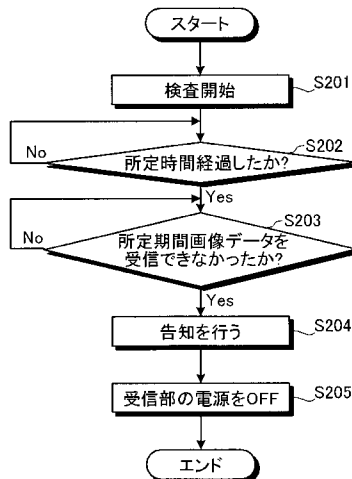 スタート
検査開始
S201
所定時間経過したか?
S202
No
Yes
所定期間画像データを
受信できなかったか?
S203
No
Yes
告知を行う
S204
受信部の電源をOFF
S205
エンド